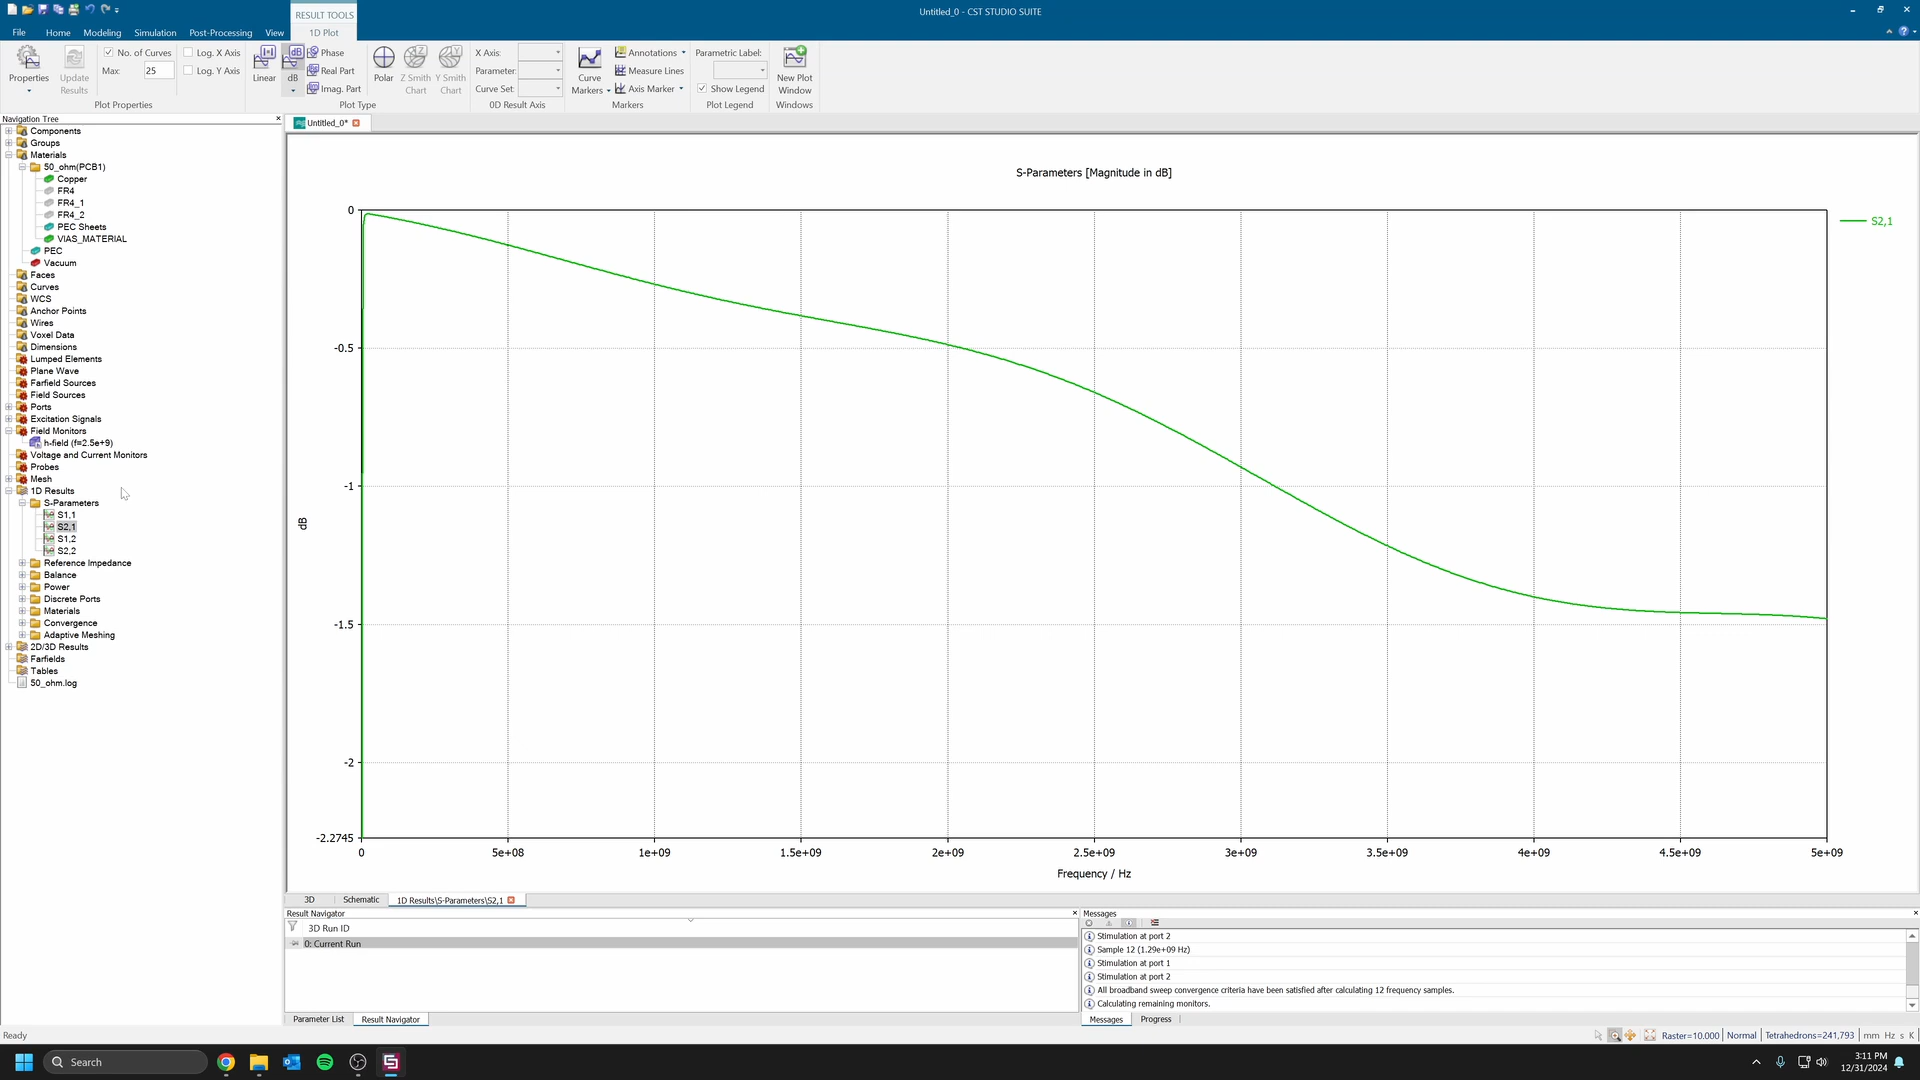 RESULT TOOLS
Untitled_0 - CST STUDIO SUITE
File
Home
Modeling
Simulation
Post-Processing
View
1D Plot
Properties
Update
Results
No. of Curves
Max:
25
Plot Properties
Log. X Axis
Log. Y Axis
Linear
dB
Phase
Real Part
Imag. Part
Plot Type
Polar
Z Smith
Chart
Y Smith
Chart
X Axis:
Parameter:
Curve Set:
0D Result Axis
Curve
Markers
Annotations
Measure Lines
Axis Marker
Markers
Parametric Label:
Show Legend
Plot Legend
New Plot
Window
Windows
Navigation Tree
Components
Groups
Materials
50_ohm(PCB1)
Copper
FR4
FR4_1
FR4_2
PEC Sheets
VIAS_MATERIAL
PEC
Vacuum
Faces
Curves
WCS
Anchor Points
Wires
Voxel Data
Dimensions
Lumped Elements
Plane Wave
Farfield Sources
Field Sources
Ports
Excitation Signals
Field Monitors
h-field (f=2.5e+9)
Voltage and Current Monitors
Probes
Mesh
1D Results
S-Parameters
S1,1
S2,1
S1,2
S2,2
Reference Impedance
Balance
Power
Discrete Ports
Materials
Convergence
Adaptive Meshing
2D/3D Results
Farfields
Tables
50_ohm.log
Untitled_0*
S-Parameters [Magnitude in dB]
S2,1
0
-0.5
-1
-1.5
-2
-2.2745
dB
0
5e+08
1e+09
1.5e+09
2e+09
2.5e+09
3e+09
3.5e+09
4e+09
4.5e+09
5e+09
Frequency / Hz
3D
Schematic
1D Results\S-Parameters\S2,1
Result Navigator
3D Run ID
0: Current Run
Parameter List
Result Navigator
Messages
Stimulation at port 2
Sample 12 (1.29e+09 Hz)
Stimulation at port 1
Stimulation at port 2
All broadband sweep convergence criteria have been satisfied after calculating 12 frequency samples.
Calculating remaining monitors.
Messages
Progress
Ready
Raster=10.000
Normal
Tetrahedrons=241,793
mm Hz s K
Search
3:11 PM
12/31/2024